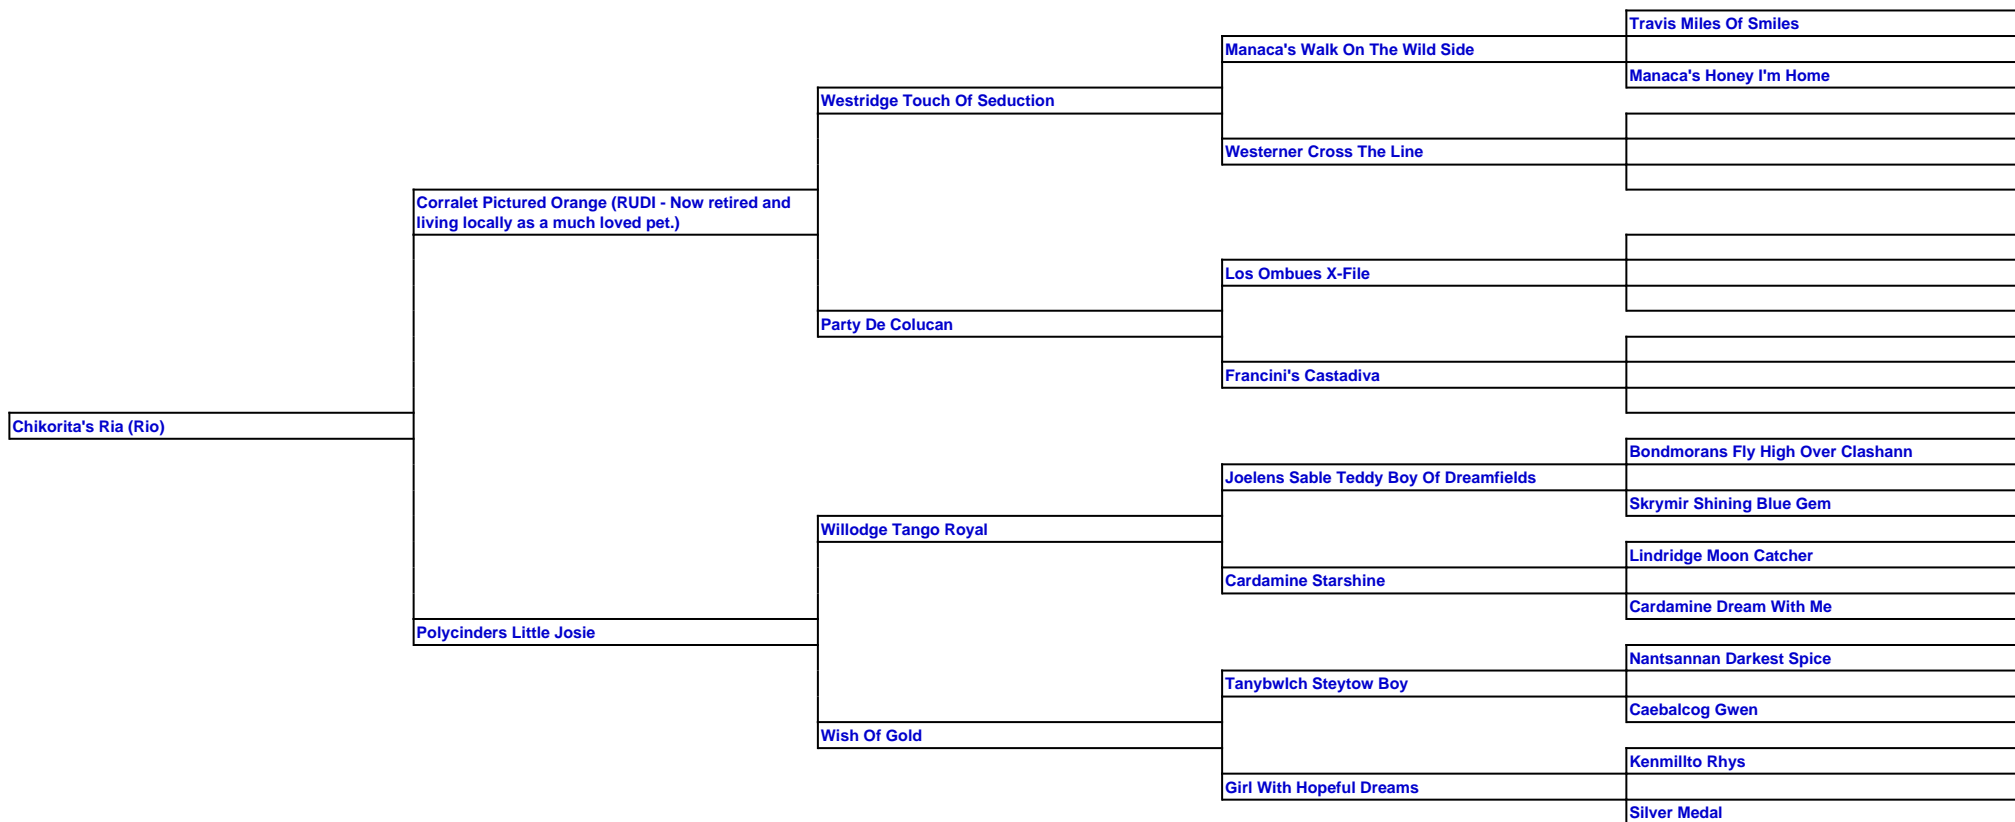 Travis Miles Of Smiles
Manaca's Walk On The Wild Side
Manaca's Honey I'm Home
Westridge Touch Of Seduction
Westerner Cross The Line
Corralet Pictured Orange (RUDI - Now retired and
living locally as a much loved pet.)
Los Ombues X-File
Party De Colucan
Francini's Castadiva
Chikorita's Ria (Rio)
Bondmorans Fly High Over Clashann
Joelens Sable Teddy Boy Of Dreamfields
Skrymir Shining Blue Gem
Willodge Tango Royal
Lindridge Moon Catcher
Cardamine Starshine
Cardamine Dream With Me
Polycinders Little Josie
Nantsannan Darkest Spice
Tanybwlch Steytow Boy
Caebalcog Gwen
Wish Of Gold
Kenmillto Rhys
Girl With Hopeful Dreams
Silver Medal